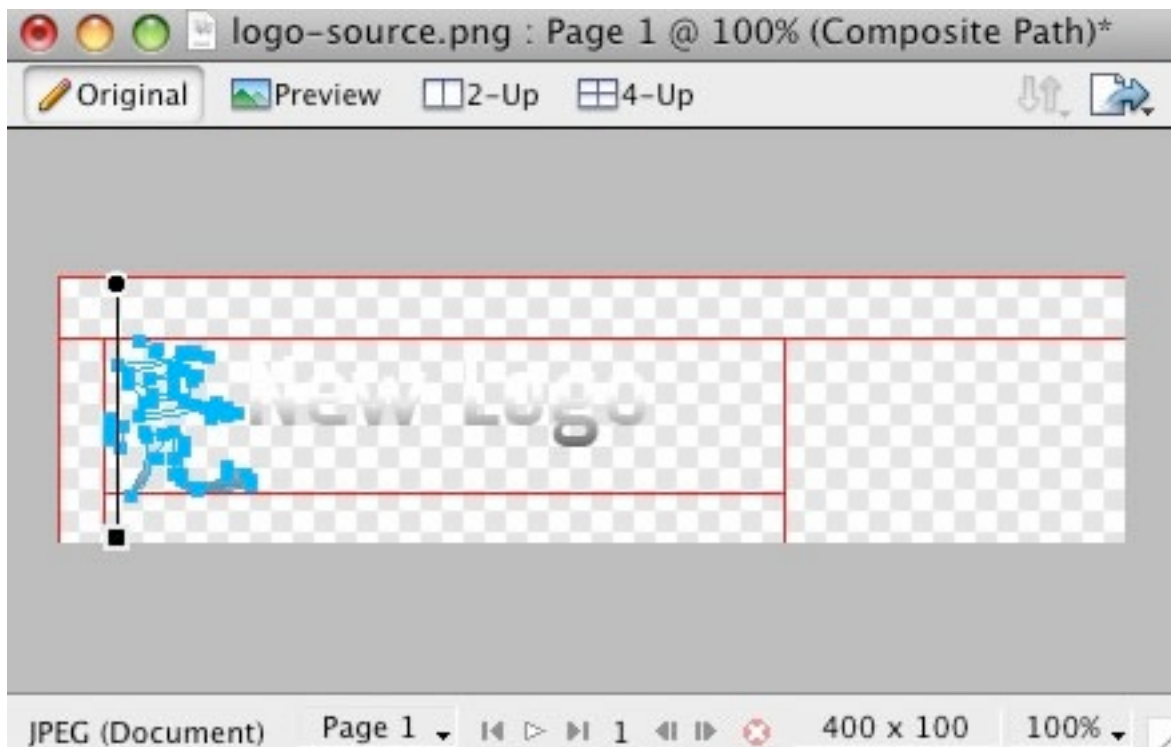 logo-source.png : Page 1 @ 100% (Composite Path)*
Original Preview 2-Up 4-Up
New Logo
JPEG (Document) Page 1 1 400 x 100 100%